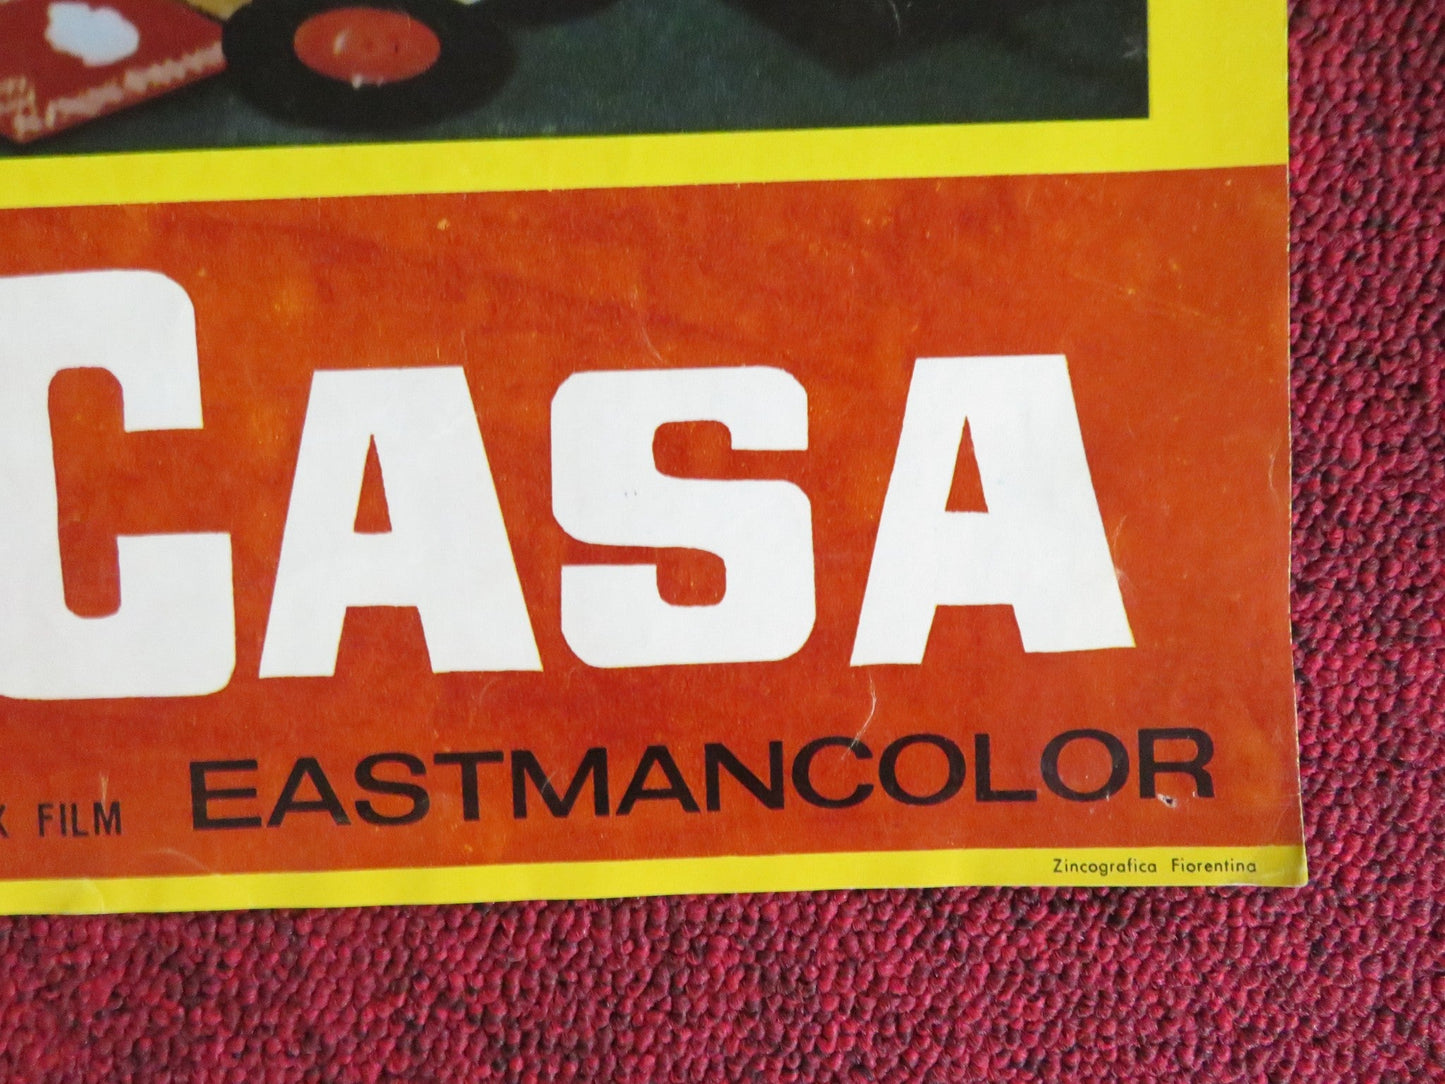 CASA
FILM EASTMANCOLOR
Zincografica Fiorentina